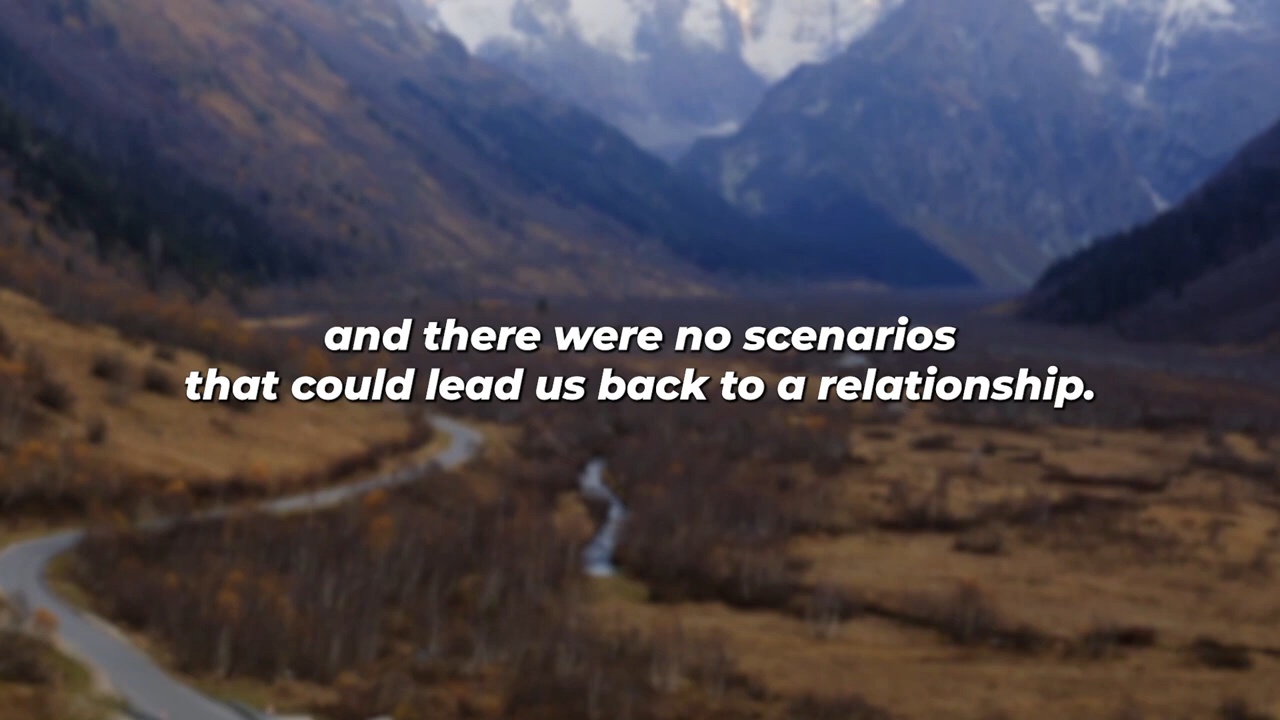 and there were no scenarios
that could lead us back to a relationship.